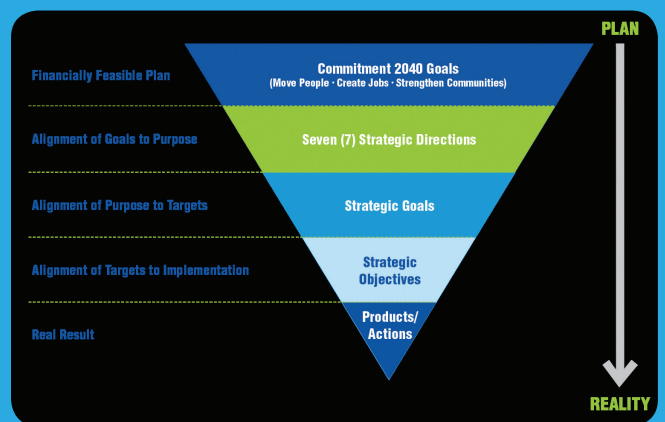 PLAN
Financially Feasible Plan
Commitment 2040 Goals
(Move People · Create Jobs · Strengthen Communities)
Alignment of Goals to Purpose
Seven (7) Strategic Directions
Alignment of Purpose to Targets
Strategic Goals
Alignment of Targets to Implementation
Strategic
Objectives
Real Result
Products/
Actions
REALITY